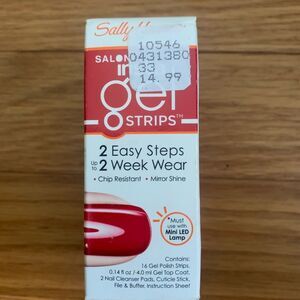 Sally
10546
0431380
33
14.99
SALON
gel
STRIPS™
2 Easy Steps
Up to 2 Week Wear
• Chip Resistant • Mirror Shine
*Must
use with
Mini LED
Lamp
Contains:
16 Gel Polish Strips,
0.14 fl oz / 4.0 ml Gel Top Coat,
2 Nail Cleanser Pads, Cuticle Stick,
File & Buffer, Instruction Sheet